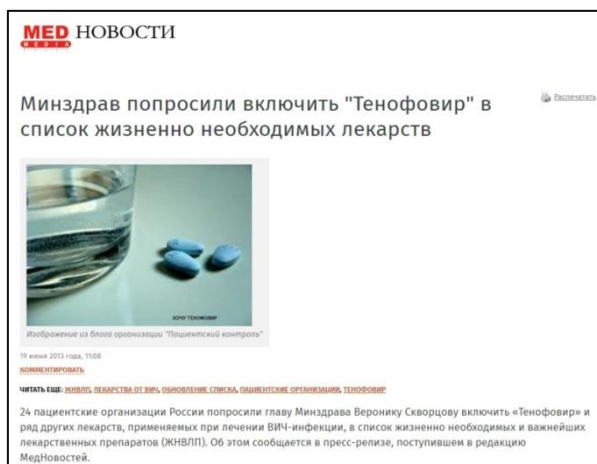 MED НОВОСТИ
MEDIA
Минздрав попросили включить "Тенофовир" в
список жизненно необходимых лекарств
Распечатать
ХОЧУ ТЕНОФОВИР
Изображение из блога организации "Пациентский контроль"
19 июня 2013 года, 11:08
КОММЕНТИРОВАТЬ
ЧИТАТЬ ЕЩЕ: ЖНВЛП, ЛЕКАРСТВА ОТ ВИЧ, ОБНОВЛЕНИЕ СПИСКА, ПАЦИЕНТСКИЕ ОРГАНИЗАЦИИ, ТЕНОФОВИР
24 пациентские организации России попросили главу Минздрава Веронику Скворцову включить «Тенофовир» и
ряд других лекарств, применяемых при лечении ВИЧ-инфекции, в список жизненно необходимых и важнейших
лекарственных препаратов (ЖНВЛП). Об этом сообщается в пресс-релизе, поступившем в редакцию
МедНовостей.